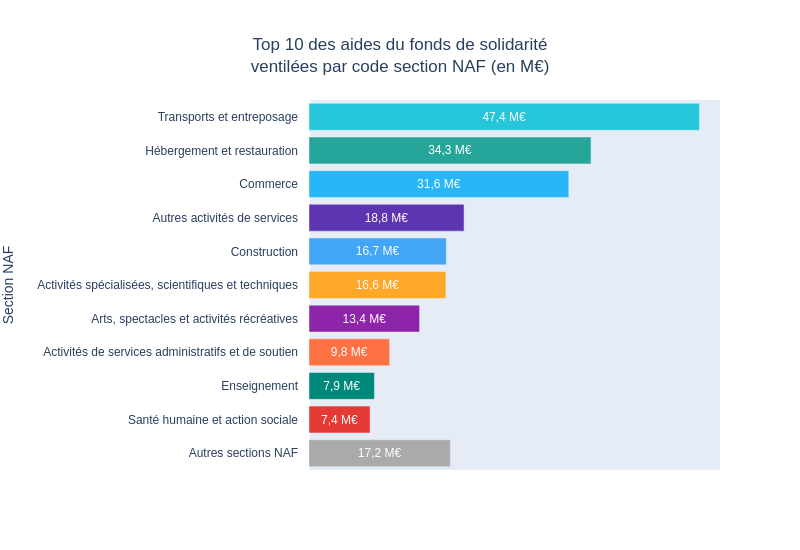 Top 10 des aides du fonds de solidarité
ventilées par code section NAF (en M€)
Section NAF
Transports et entreposage 47,4 M€
Hébergement et restauration 34,3 M€
Commerce 31,6 M€
Autres activités de services 18,8 M€
Construction 16,7 M€
Activités spécialisées, scientifiques et techniques 16,6 M€
Arts, spectacles et activités récréatives 13,4 M€
Activités de services administratifs et de soutien 9,8 M€
Enseignement 7,9 M€
Santé humaine et action sociale 7,4 M€
Autres sections NAF 17,2 M€